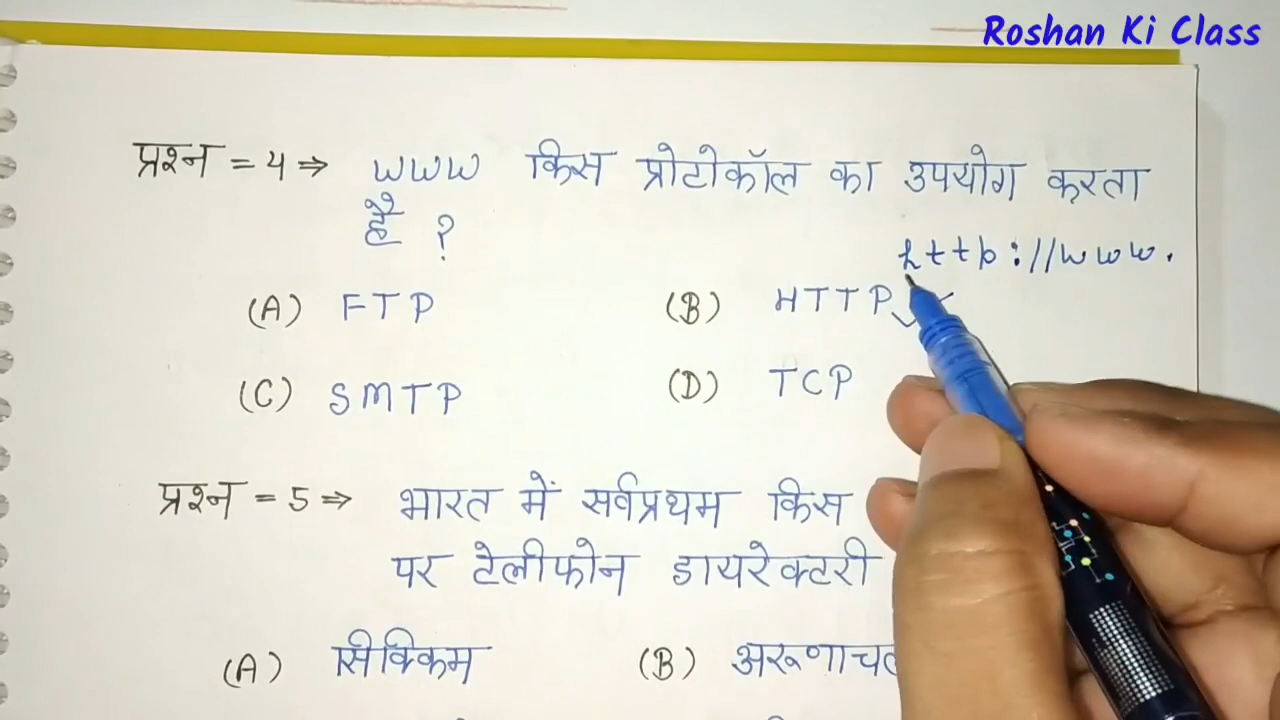 Roshan Ki Class
प्रश्न = 4 ⇒ WWW किस प्रोटोकॉल का उपयोग करता
है ?
http://www.
(A) FTP (B) HTTP ✓
(C) SMTP (D) TCP
प्रश्न = 5 ⇒ भारत में सर्वप्रथम किस
पर टेलीफोन डायरेक्टरी
(A) सिक्किम (B) अरूणाचल